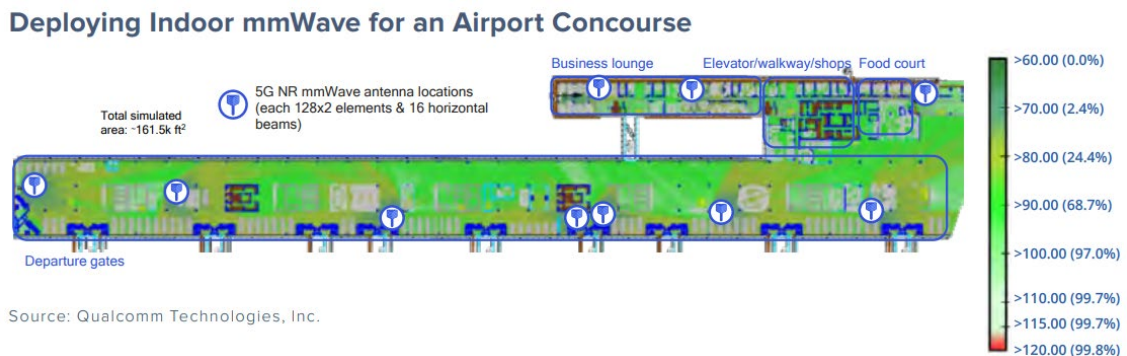 Deploying Indoor mmWave for an Airport Concourse
Business lounge
Elevator/walkway/shops
Food court
5G NR mmWave antenna locations
(each 128x2 elements & 16 horizontal
beams)
Total simulated
area: ~161.5k ft²
Departure gates
Source: Qualcomm Technologies, Inc.
>60.00 (0.0%)
>70.00 (2.4%)
>80.00 (24.4%)
>90.00 (68.7%)
>100.00 (97.0%)
>110.00 (99.7%)
>115.00 (99.7%)
>120.00 (99.8%)